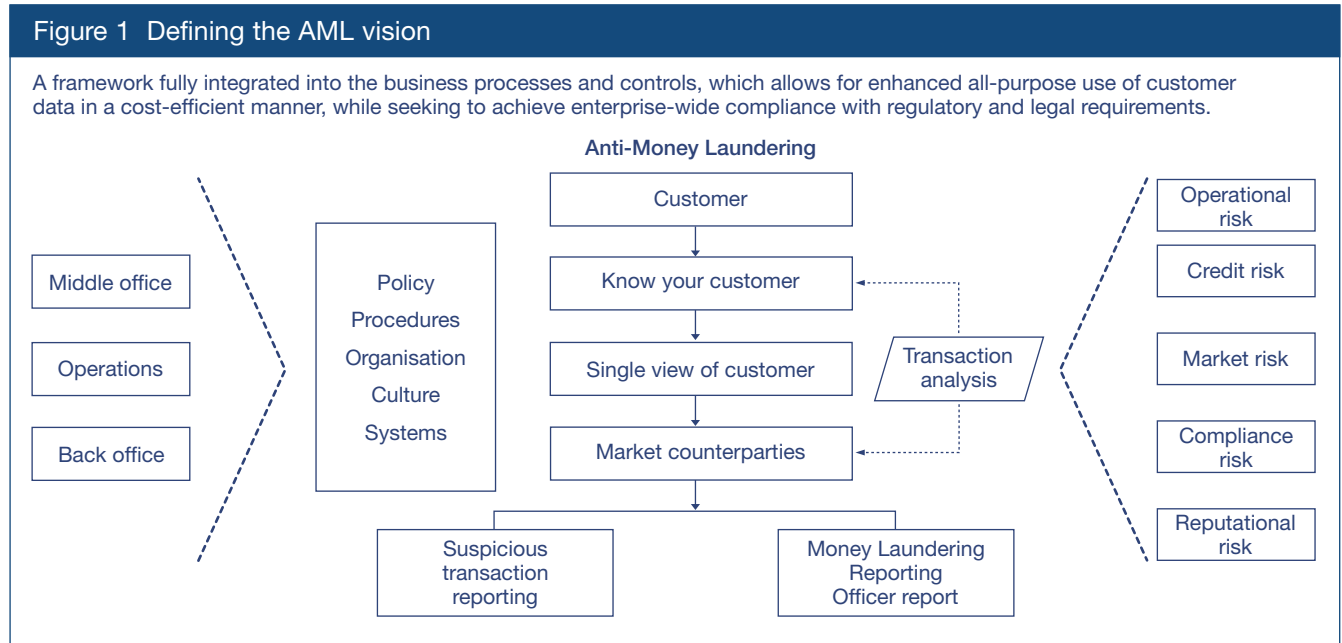 Figure 1 Defining the AML vision
A framework fully integrated into the business processes and controls, which allows for enhanced all-purpose use of customer
data in a cost-efficient manner, while seeking to achieve enterprise-wide compliance with regulatory and legal requirements.
Anti-Money Laundering
Middle office
Operations
Back office
Policy
Procedures
Organisation
Culture
Systems
Customer
Know your customer
Single view of customer
Market counterparties
Transaction
analysis
Suspicious
transaction
reporting
Money Laundering
Reporting
Officer report
Operational
risk
Credit risk
Market risk
Compliance
risk
Reputational
risk